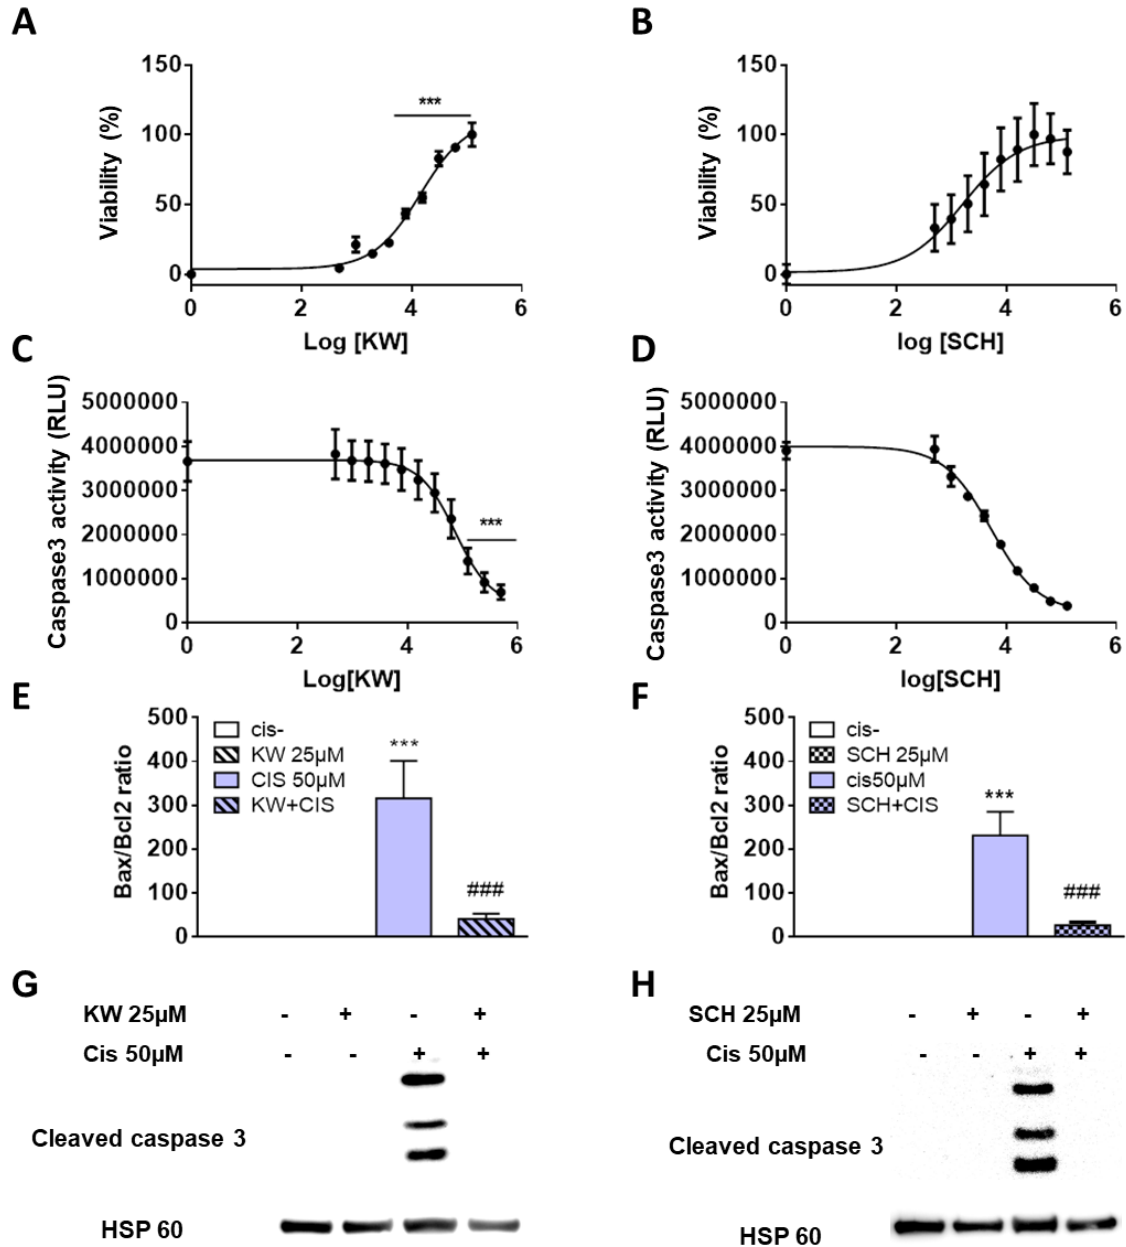 A
Viability (%)
150
100
50
0
***
0 2 4 6
Log [KW]
B
Viability (%)
150
100
50
0
0 2 4 6
log [SCH]
C
Caspase3 activity (RLU)
5000000
4000000
3000000
2000000
1000000
0
***
0 2 4 6
Log[KW]
D
Caspase3 activity (RLU)
5000000
4000000
3000000
2000000
1000000
0
0 2 4 6
log[SCH]
E
Bax/Bcl2 ratio
500
400
300
200
100
0
cis-
KW 25µM
CIS 50µM
KW+CIS
***
###
F
Bax/Bcl2 ratio
500
400
300
200
100
0
cis-
SCH 25µM
cis50µM
SCH+CIS
***
###
G
KW 25µM - + - +
Cis 50µM - - + +
Cleaved caspase 3
HSP 60
H
SCH 25µM - + - +
Cis 50µM - - + +
Cleaved caspase 3
HSP 60